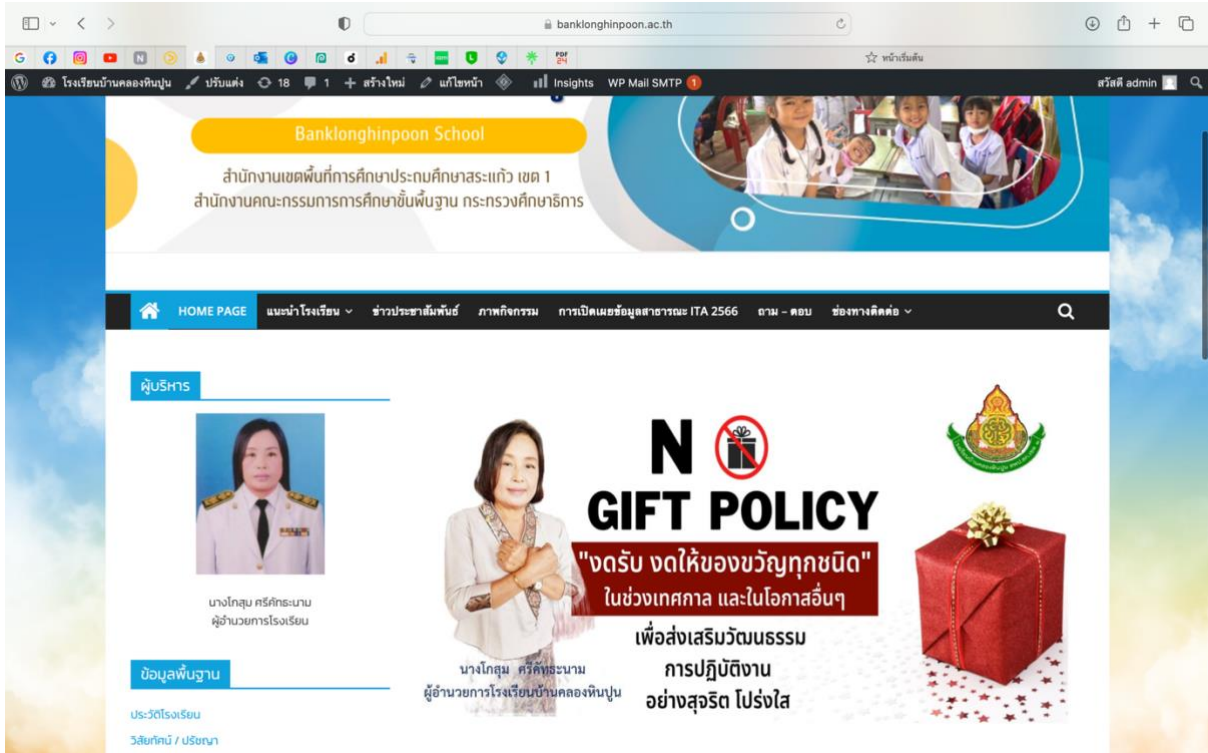 banklonghinpoon.ac.th
หน้าเริ่มต้น
โรงเรียนบ้านคลองหินปูน ปรับแต่ง 18 1 สร้างใหม่ แก้ไขหน้า Insights WP Mail SMTP 1 สวัสดี admin
Banklonghinpoon School
สำนักงานเขตพื้นที่การศึกษาประถมศึกษาสระแก้ว เขต 1
สำนักงานคณะกรรมการการศึกษาขั้นพื้นฐาน กระทรวงศึกษาธิการ
HOME PAGE แนะนำโรงเรียน ข่าวประชาสัมพันธ์ ภาพกิจกรรม การเปิดเผยข้อมูลสาธารณะ ITA 2566 ถาม – ตอบ ช่องทางติดต่อ
ผู้บริหาร
นางโกสุม ศรีคัทธะนาม
ผู้อำนวยการโรงเรียน
ข้อมูลพื้นฐาน
ประวัติโรงเรียน
วิสัยทัศน์ / ปรัชญา
N
GIFT POLICY
"งดรับ งดให้ของขวัญทุกชนิด"
ในช่วงเทศกาล และในโอกาสอื่นๆ
เพื่อส่งเสริมวัฒนธรรม
การปฏิบัติงาน
อย่างสุจริต โปร่งใส
นางโกสุม ศรีคัทธะนาม
ผู้อำนวยการโรงเรียนบ้านคลองหินปูน